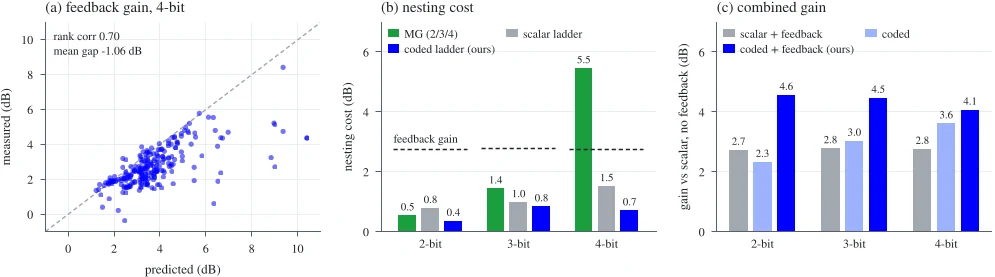 (a) feedback gain, 4-bit
rank corr 0.70
mean gap -1.06 dB
measured (dB)
10
8
6
4
2
0
0 2 4 6 8 10
predicted (dB)
(b) nesting cost
MG (2/3/4) scalar ladder
coded ladder (ours)
nesting cost (dB)
6
4
2
0
feedback gain
0.5 0.8 0.4
1.4 1.0 0.8
5.5 1.5 0.7
2-bit 3-bit 4-bit
(c) combined gain
scalar + feedback coded
coded + feedback (ours)
gain vs scalar, no feedback (dB)
6
4
2
0
2.7 2.3 4.6
2.8 3.0 4.5
2.8 3.6 4.1
2-bit 3-bit 4-bit